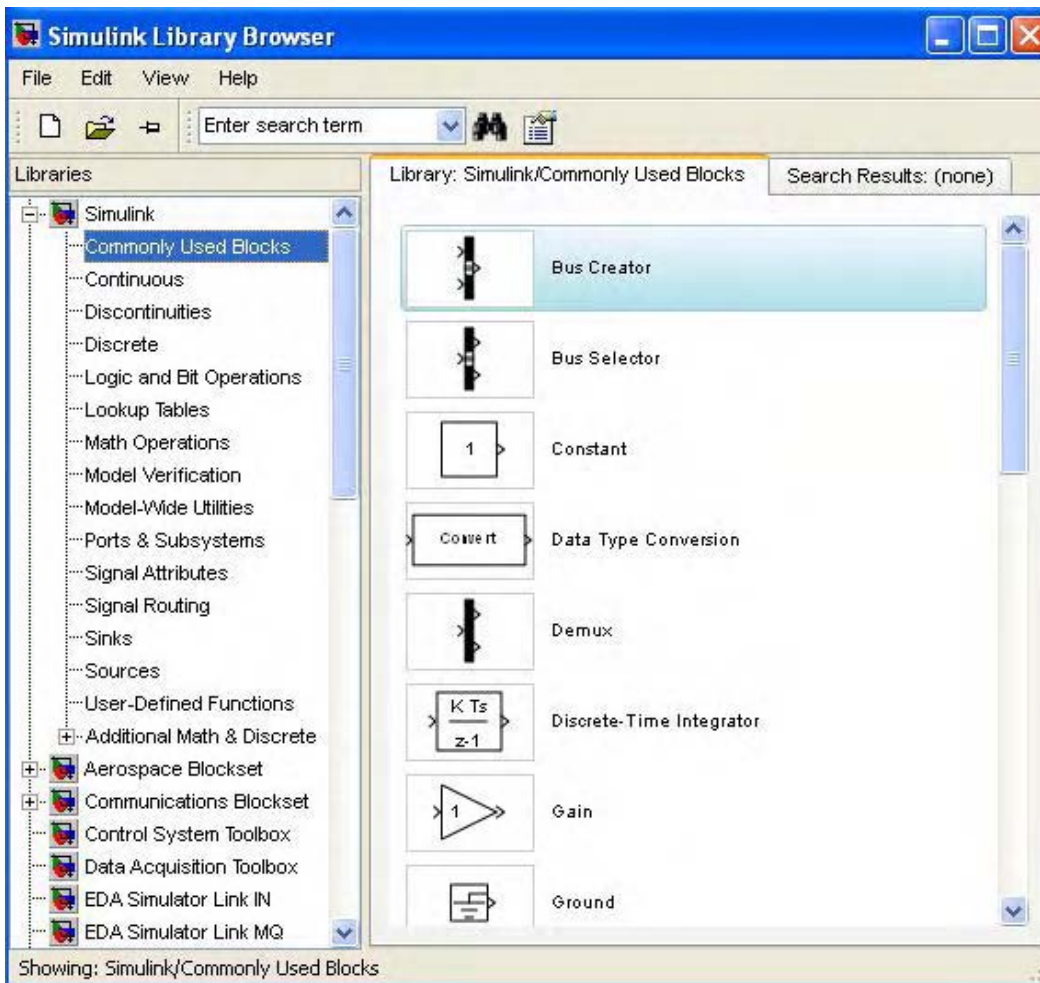 Simulink Library Browser
File Edit View Help
Enter search term
Libraries
Simulink
Commonly Used Blocks
Continuous
Discontinuities
Discrete
Logic and Bit Operations
Lookup Tables
Math Operations
Model Verification
Model-Wide Utilities
Ports & Subsystems
Signal Attributes
Signal Routing
Sinks
Sources
User-Defined Functions
Additional Math & Discrete
Aerospace Blockset
Communications Blockset
Control System Toolbox
Data Acquisition Toolbox
EDA Simulator Link IN
EDA Simulator Link MQ
Library: Simulink/Commonly Used Blocks
Search Results: (none)
Bus Creator
Bus Selector
1
Constant
Convert
Data Type Conversion
Demux
K Ts
z-1
Discrete-Time Integrator
1
Gain
Ground
Showing: Simulink/Commonly Used Blocks